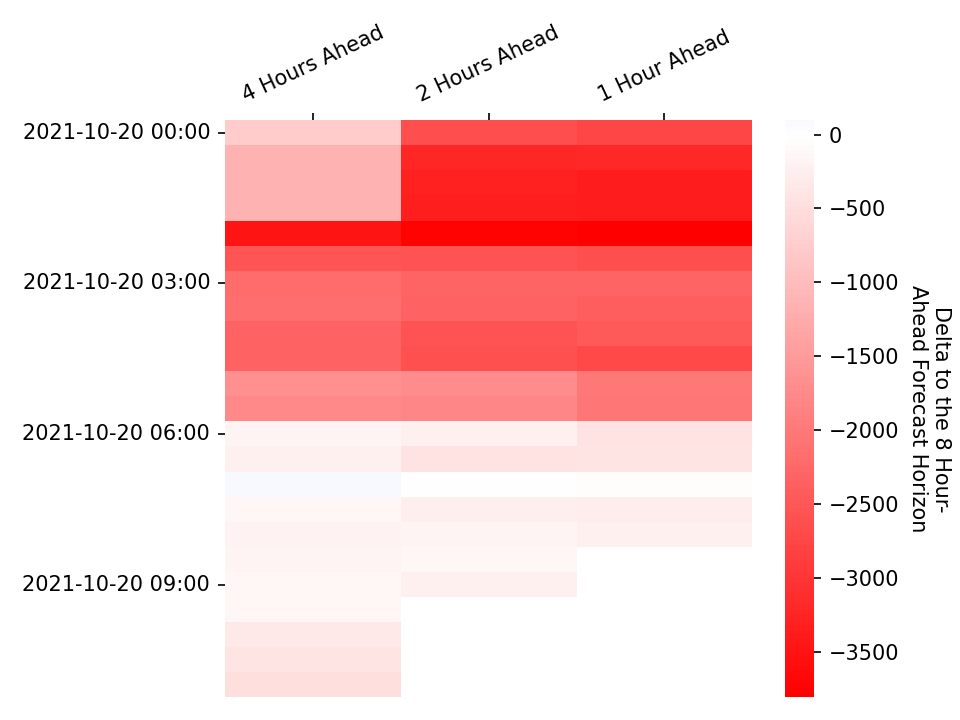 4 Hours Ahead
2 Hours Ahead
1 Hour Ahead
2021-10-20 00:00
2021-10-20 03:00
2021-10-20 06:00
2021-10-20 09:00
0
−500
−1000
−1500
−2000
−2500
−3000
−3500
Delta to the 8 Hour-
Ahead Forecast Horizon